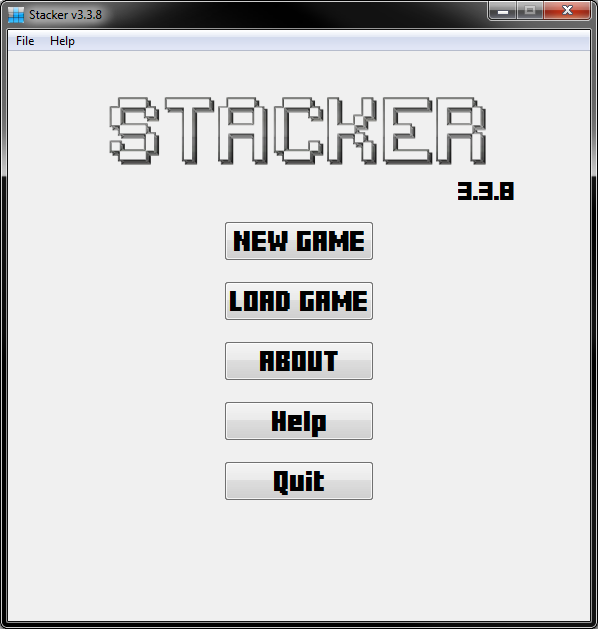 Stacker v3.3.8
File Help
STACKER
3.3.8
NEW GAME
LOAD GAME
ABOUT
Help
Quit